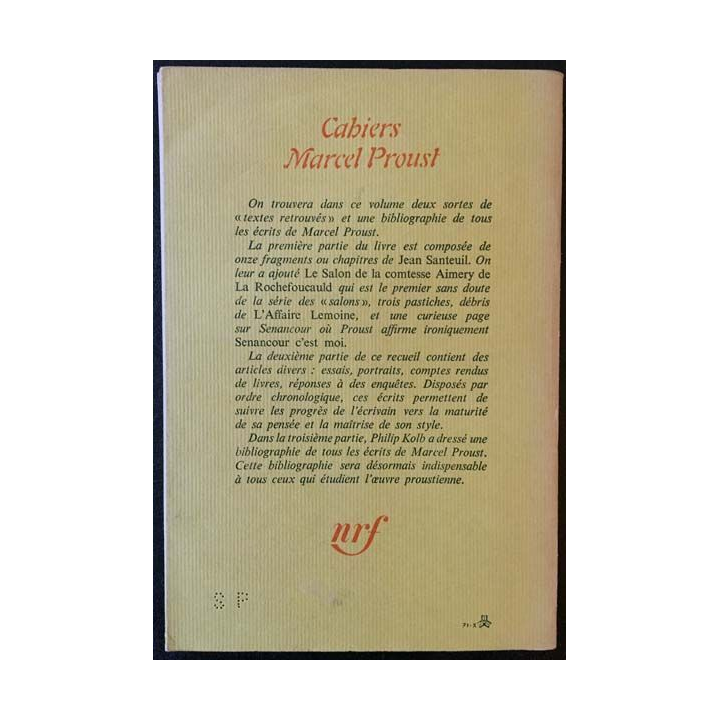 Cahiers
Marcel Proust
On trouvera dans ce volume deux sortes de
« textes retrouvés » et une bibliographie de tous
les écrits de Marcel Proust.
La première partie du livre est composée de
onze fragments ou chapitres de Jean Santeuil. On
leur a ajouté Le Salon de la comtesse Aimery de
La Rochefoucauld qui est le premier sans doute
de la série des « salons », trois pastiches, débris
de L'Affaire Lemoine, et une curieuse page
sur Senancour où Proust affirme ironiquement
Senancour c'est moi.
La deuxième partie de ce recueil contient des
articles divers : essais, portraits, comptes rendus
de livres, réponses à des enquêtes. Disposés par
ordre chronologique, ces écrits permettent de
suivre les progrès de l'écrivain vers la maturité
de sa pensée et la maîtrise de son style.
Dans la troisième partie, Philip Kolb a dressé une
bibliographie de tous les écrits de Marcel Proust.
Cette bibliographie sera désormais indispensable
à tous ceux qui étudient l'œuvre proustienne.
nrf
S P
71-X